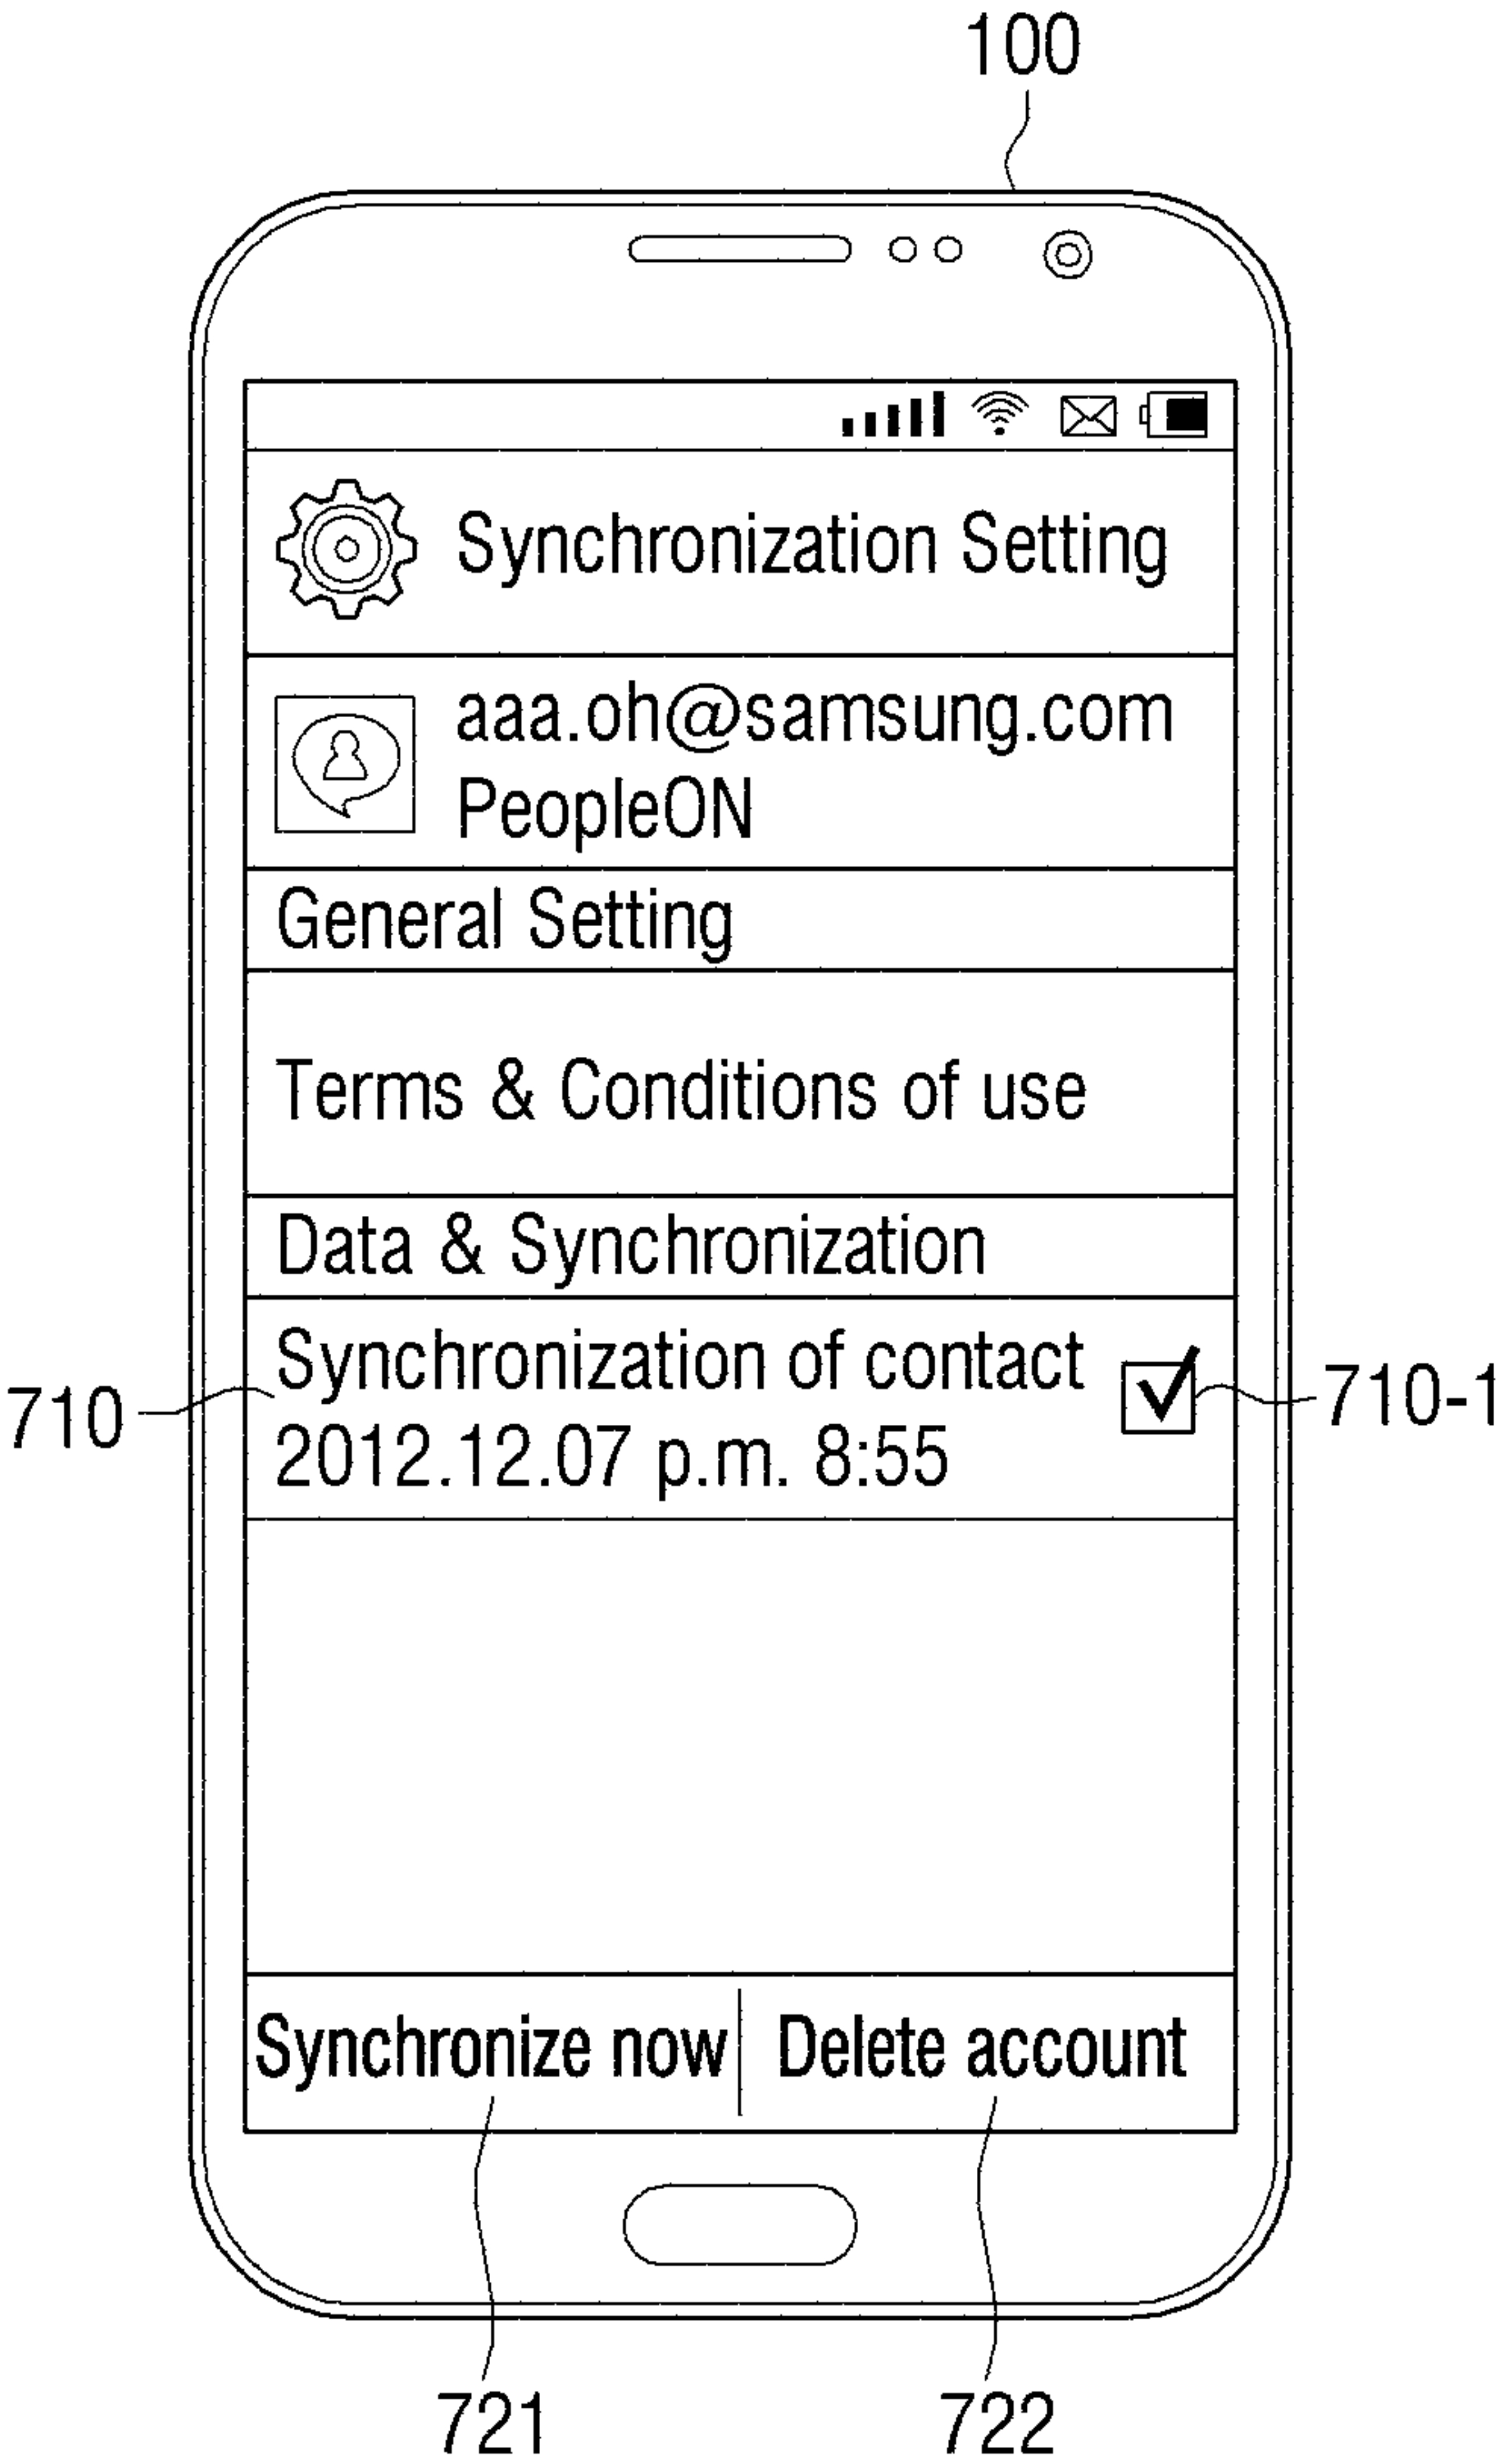 100
Synchronization Setting
aaa.oh@samsung.com
PeopleON
General Setting
Terms & Conditions of use
Data & Synchronization
Synchronization of contact
710
710-1
2012.12.07 p.m. 8:55
Synchronize now
Delete account
721
722